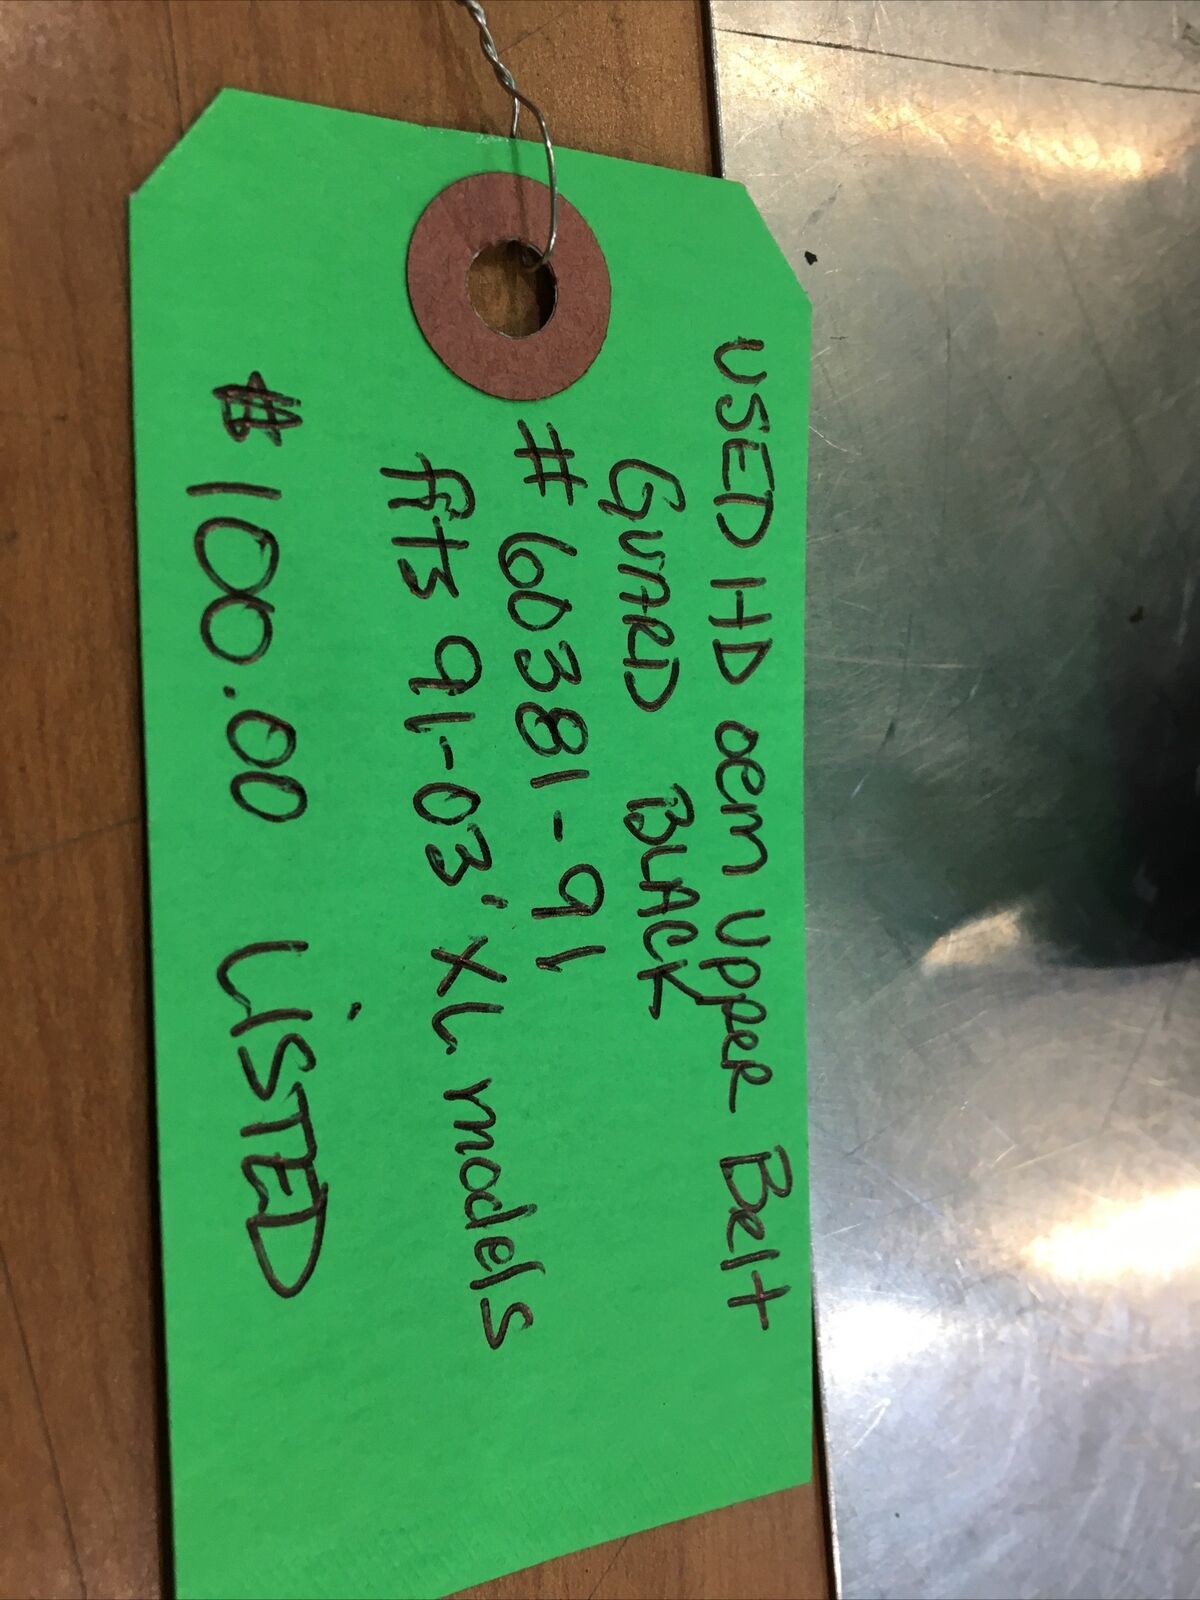 USED HD oem Upper Belt
GUARD BLACK
# 60381-91
fits 91-03' XL models
$100.00 LiSTED